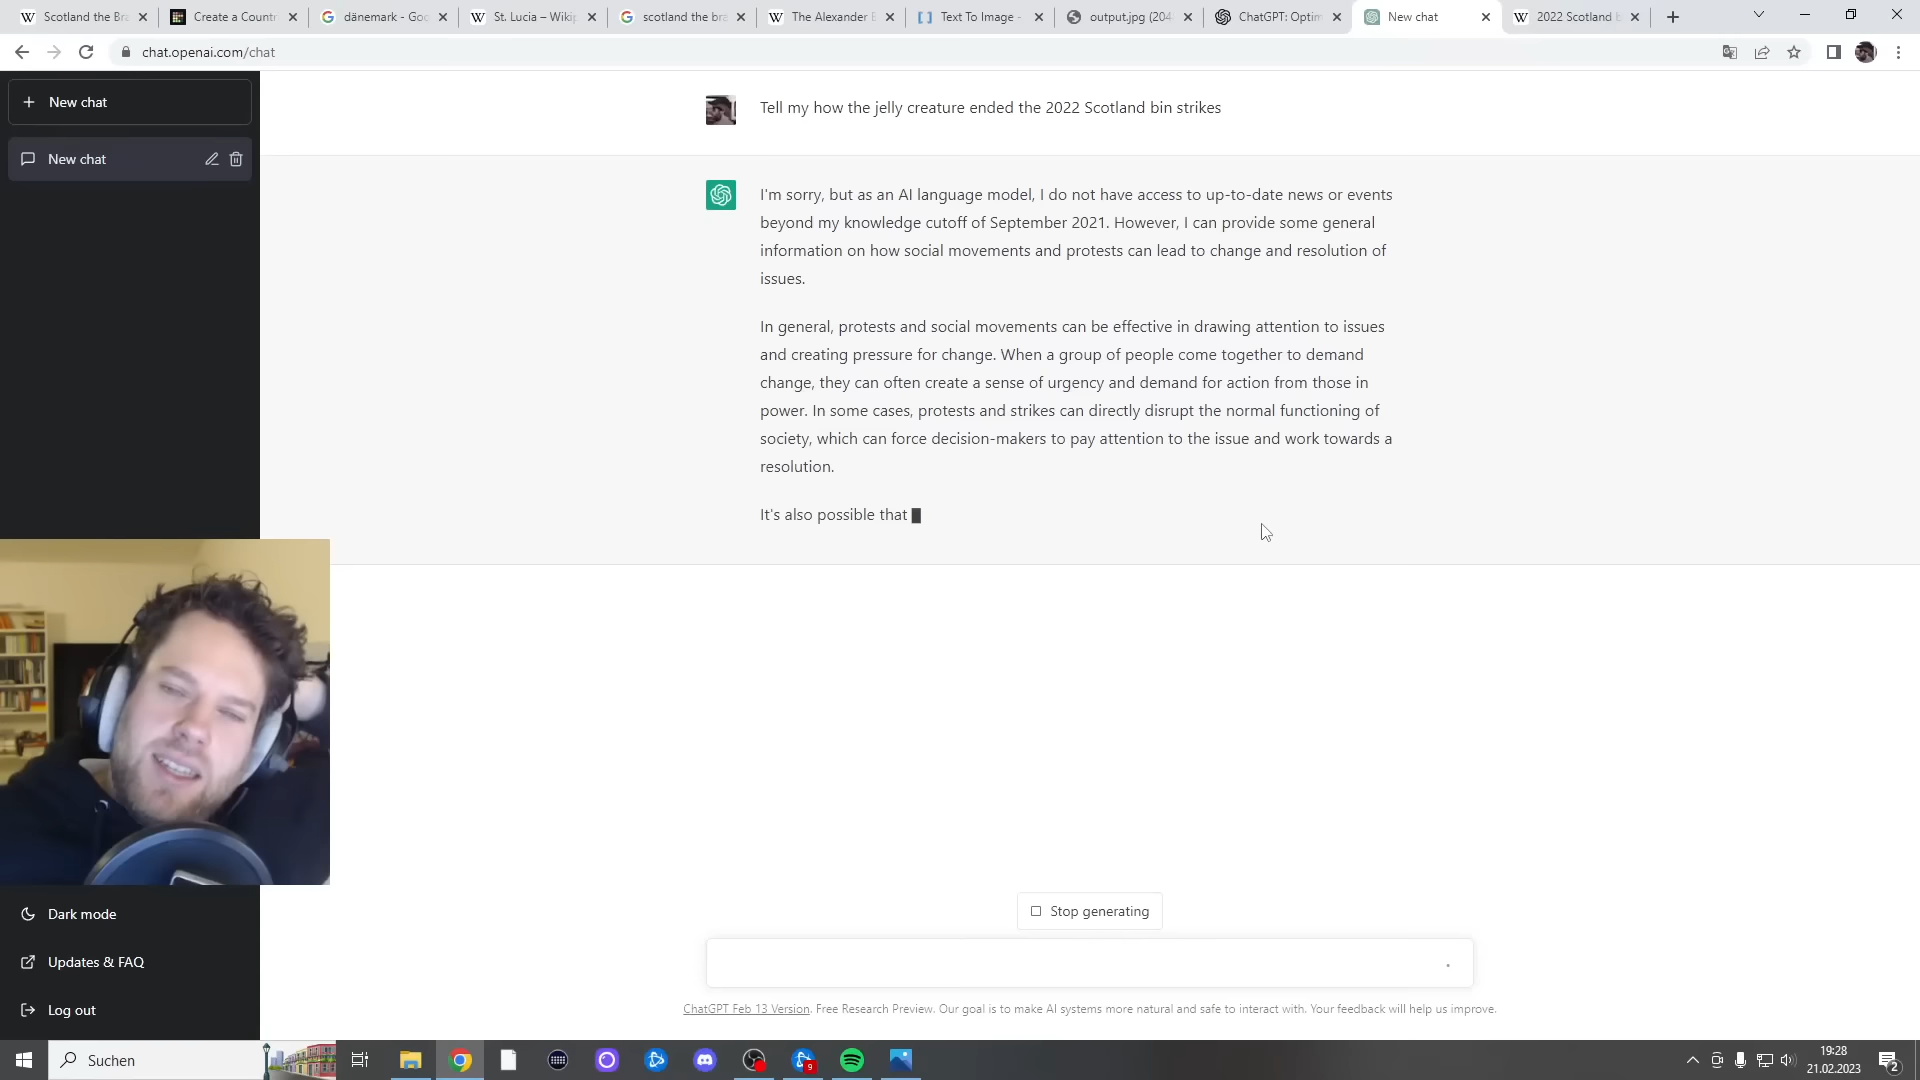 Scotland the Bra
Create a Countr
dänemark - Goo
St. Lucia – Wikip
scotland the bra
The Alexander B
Text To Image -
output.jpg (204
ChatGPT: Optim
New chat
2022 Scotland b
chat.openai.com/chat
New chat
New chat
Tell my how the jelly creature ended the 2022 Scotland bin strikes
I'm sorry, but as an AI language model, I do not have access to up-to-date news or events
beyond my knowledge cutoff of September 2021. However, I can provide some general
information on how social movements and protests can lead to change and resolution of
issues.
In general, protests and social movements can be effective in drawing attention to issues
and creating pressure for change. When a group of people come together to demand
change, they can often create a sense of urgency and demand for action from those in
power. In some cases, protests and strikes can directly disrupt the normal functioning of
society, which can force decision-makers to pay attention to the issue and work towards a
resolution.
It's also possible that
Stop generating
Dark mode
Updates & FAQ
Log out
ChatGPT Feb 13 Version. Free Research Preview. Our goal is to make AI systems more natural and safe to interact with. Your feedback will help us improve.
Suchen
9
19:28
21.02.2023
2